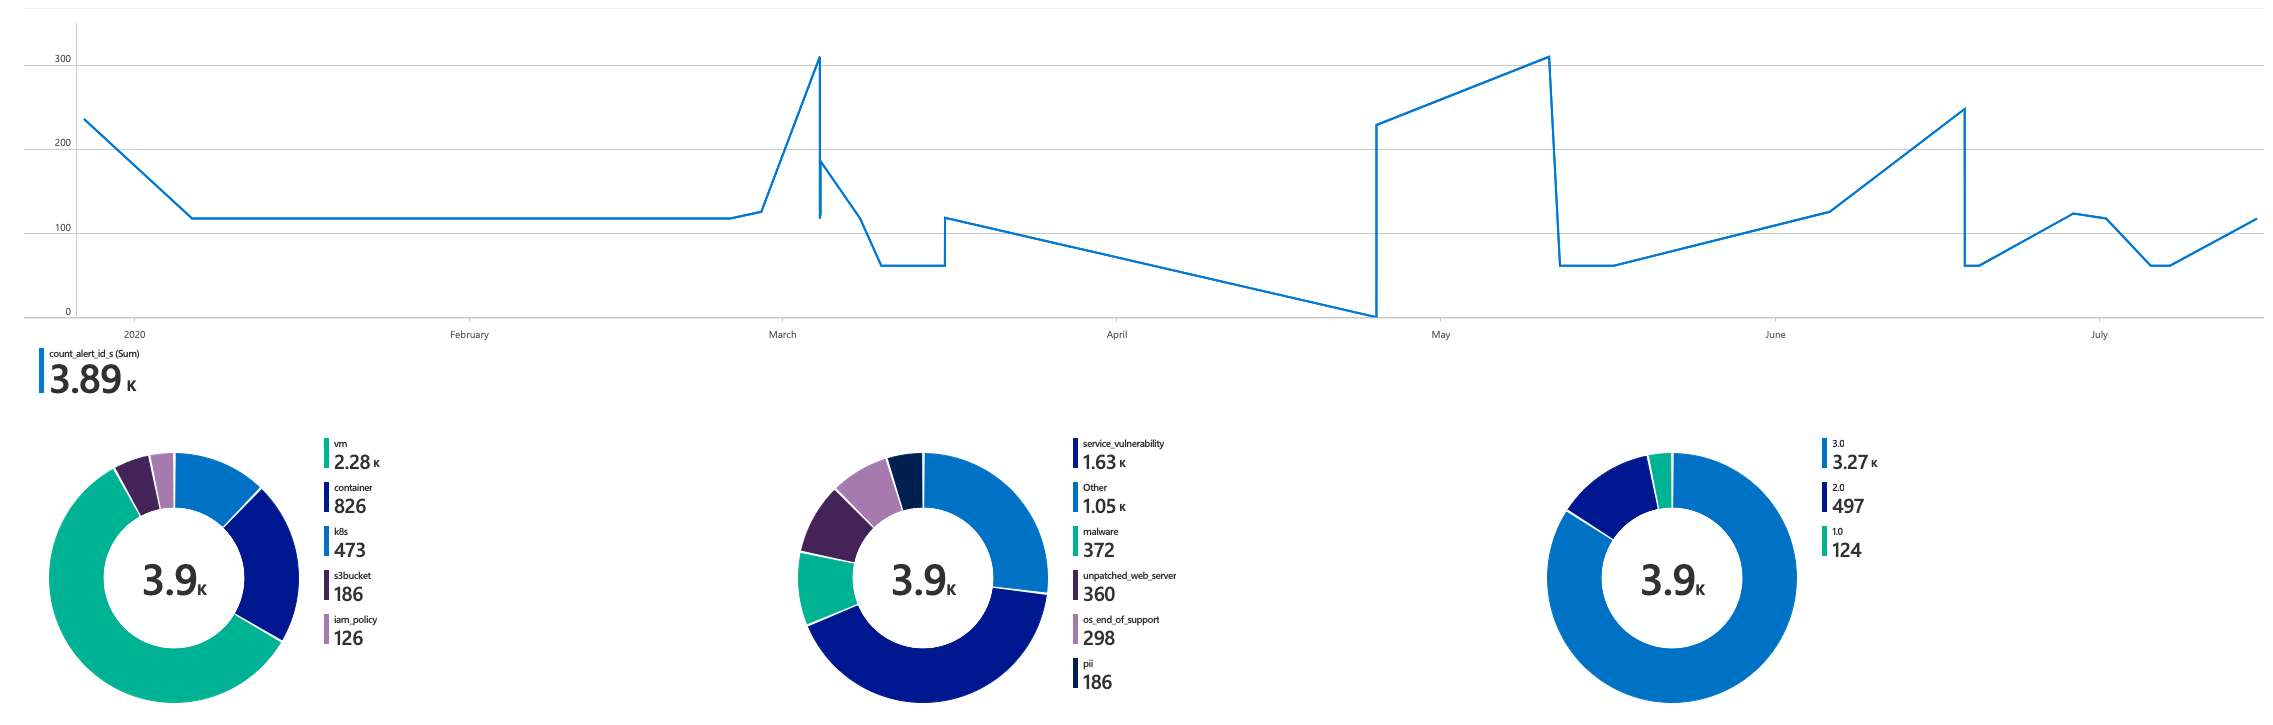 300
200
100
0
2020 February March April May June July
count_alert_id_s (Sum)
3.89 K
3.9K
vm
2.28 K
container
826
k8s
473
s3bucket
186
iam_policy
126
3.9K
service_vulnerability
1.63 K
Other
1.05 K
malware
372
unpatched_web_server
360
os_end_of_support
298
pii
186
3.9K
3.0
3.27 K
2.0
497
1.0
124